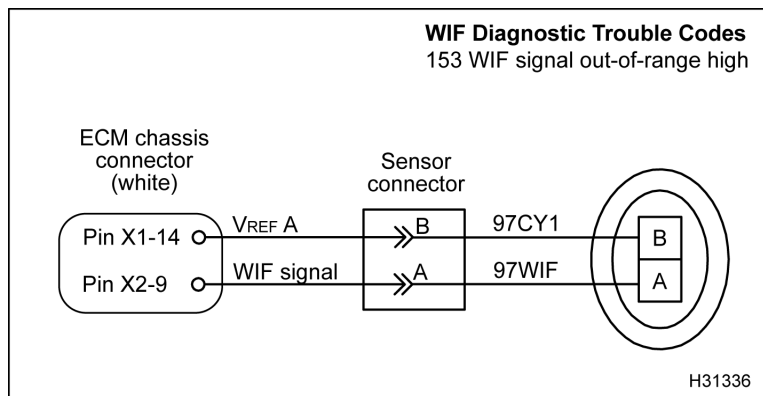 WIF Diagnostic Trouble Codes
153 WIF signal out-of-range high
ECM chassis
connector
(white)
Sensor
connector
Pin X1-14
VREF A
B
97CY1
B
Pin X2-9
WIF signal
A
97WIF
A
H31336